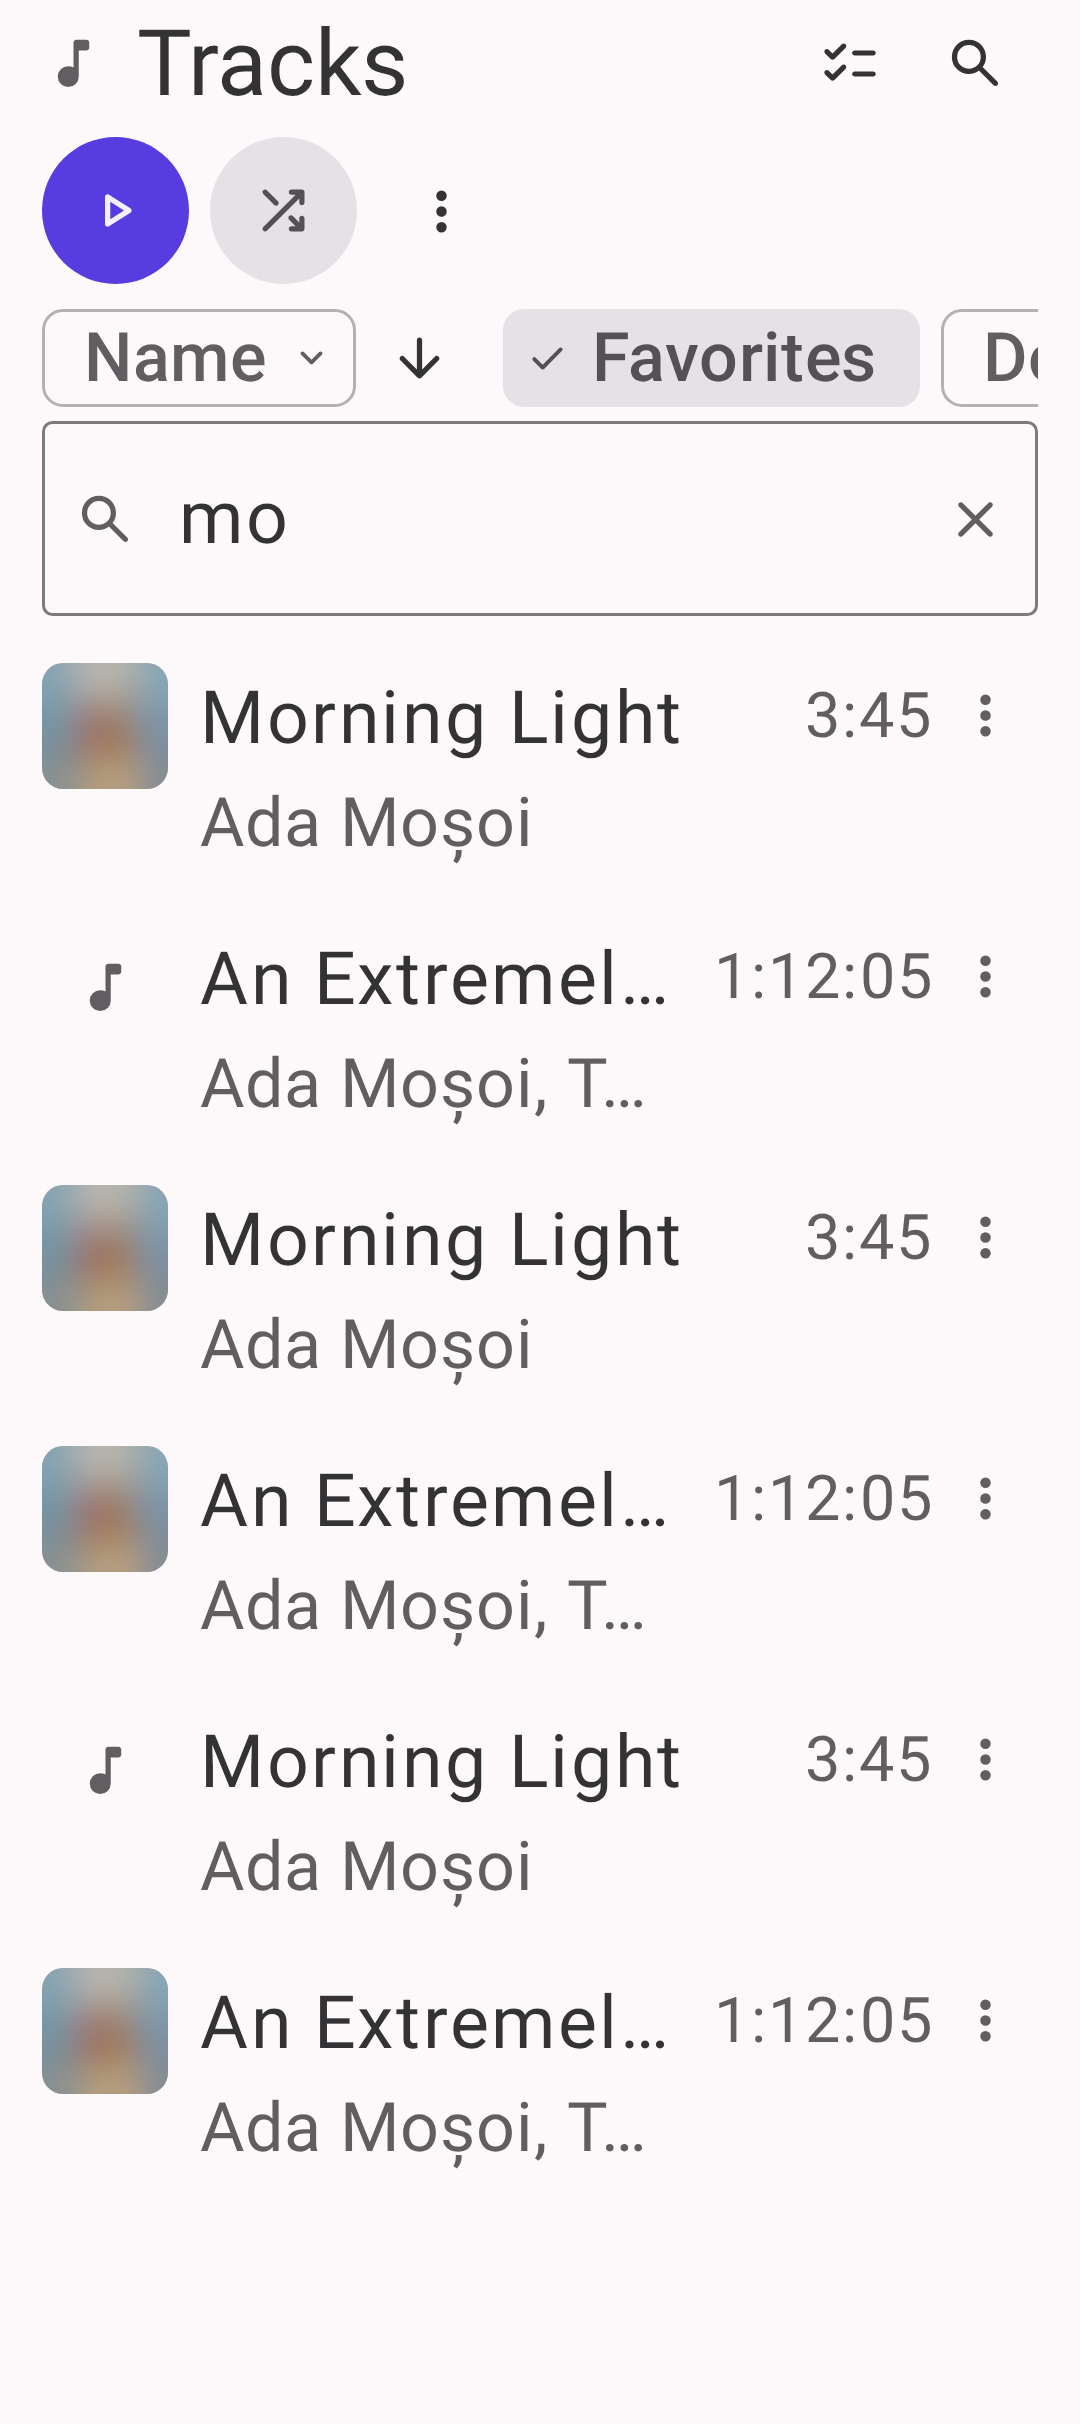 Tracks
Name
Favorites
mo
Morning Light 3:45
Ada Moșoi
An Extremel… 1:12:05
Ada Moșoi, T…
Morning Light 3:45
Ada Moșoi
An Extremel… 1:12:05
Ada Moșoi, T…
Morning Light 3:45
Ada Moșoi
An Extremel… 1:12:05
Ada Moșoi, T…